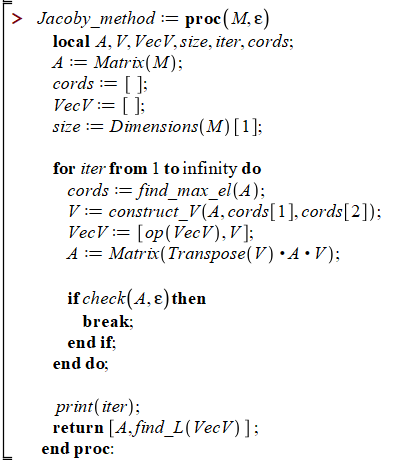 > Jacoby_method := proc(M, ε)
local A, V, VecV, size, iter, cords;
A := Matrix(M);
cords := [ ];
VecV := [ ];
size := Dimensions(M)[1];
for iter from 1 to infinity do
cords := find_max_el(A);
V := construct_V(A, cords[1], cords[2]);
VecV := [op(VecV), V];
A := Matrix(Transpose(V) • A • V);
if check(A, ε) then
break;
end if;
end do;
print(iter);
return [A, find_L(VecV)];
end proc: